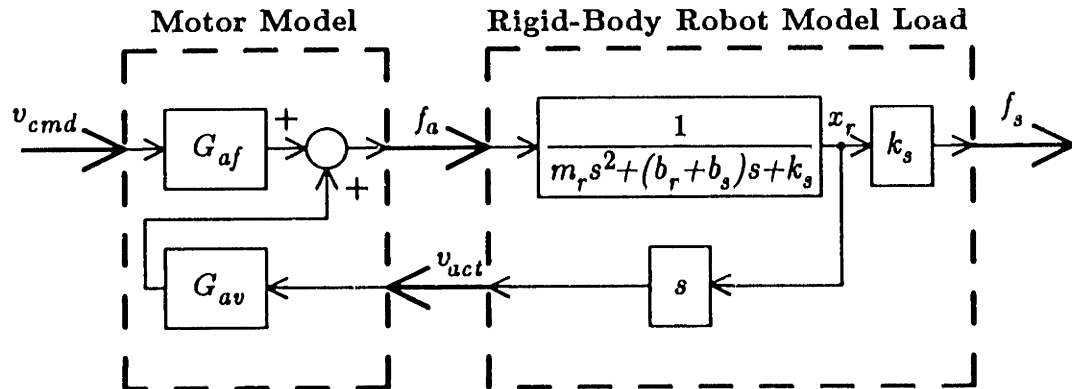 Motor Model
Rigid-Body Robot Model Load
v_cmd
G_af
+
+
f_a
1
m_r s^2+(b_r+b_s)s+k_s
x_r
k_s
f_s
G_av
v_act
s